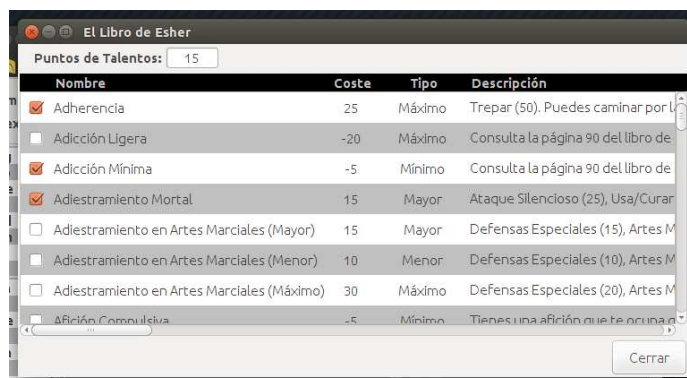 El Libro de Esher
Puntos de Talentos: 15
Nombre Coste Tipo Descripción
Adherencia 25 Máximo Trepar (50). Puedes caminar por
Adicción Ligera -20 Máximo Consulta la página 90 del libro de
Adicción Mínima -5 Mínimo Consulta la página 90 del libro de
Adiestramiento Mortal 15 Mayor Ataque Silencioso (25), Usa/Curar
Adiestramiento en Artes Marciales (Mayor) 15 Mayor Defensas Especiales (15), Artes M
Adiestramiento en Artes Marciales (Menor) 10 Menor Defensas Especiales (10), Artes M
Adiestramiento en Artes Marciales (Máximo) 30 Máximo Defensas Especiales (20), Artes M
Afición Compulsiva -5 Mínimo Tienes una afición que te ocupa
Cerrar